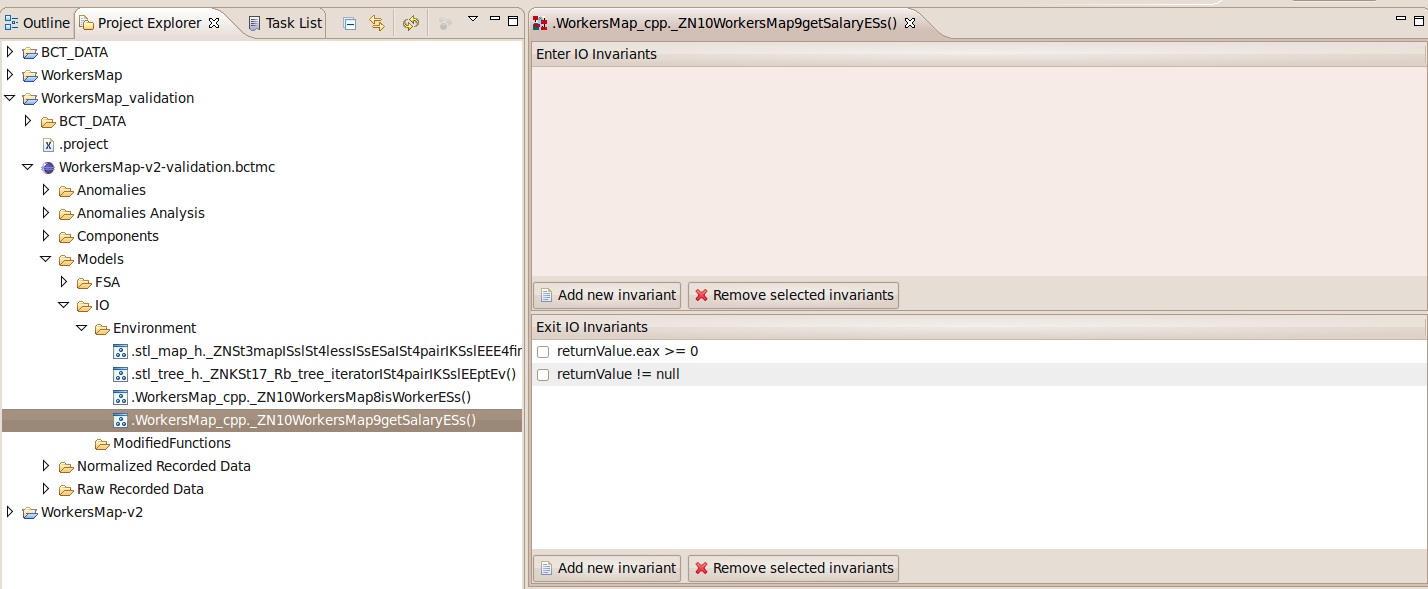 Outline Project Explorer Task List
BCT_DATA
WorkersMap
WorkersMap_validation
BCT_DATA
.project
WorkersMap-v2-validation.bctmc
Anomalies
Anomalies Analysis
Components
Models
FSA
IO
Environment
.stl_map_h._ZNSt3mapISslSt4lessISsESaISt4pairIKSslEEE4fir
.stl_tree_h._ZNKSt17_Rb_tree_iteratorISt4pairIKSslEEptEv()
.WorkersMap_cpp._ZN10WorkersMap8isWorkerESs()
.WorkersMap_cpp._ZN10WorkersMap9getSalaryESs()
ModifiedFunctions
Normalized Recorded Data
Raw Recorded Data
WorkersMap-v2
.WorkersMap_cpp._ZN10WorkersMap9getSalaryESs()
Enter IO Invariants
Add new invariant Remove selected invariants
Exit IO Invariants
returnValue.eax >= 0
returnValue != null
Add new invariant Remove selected invariants